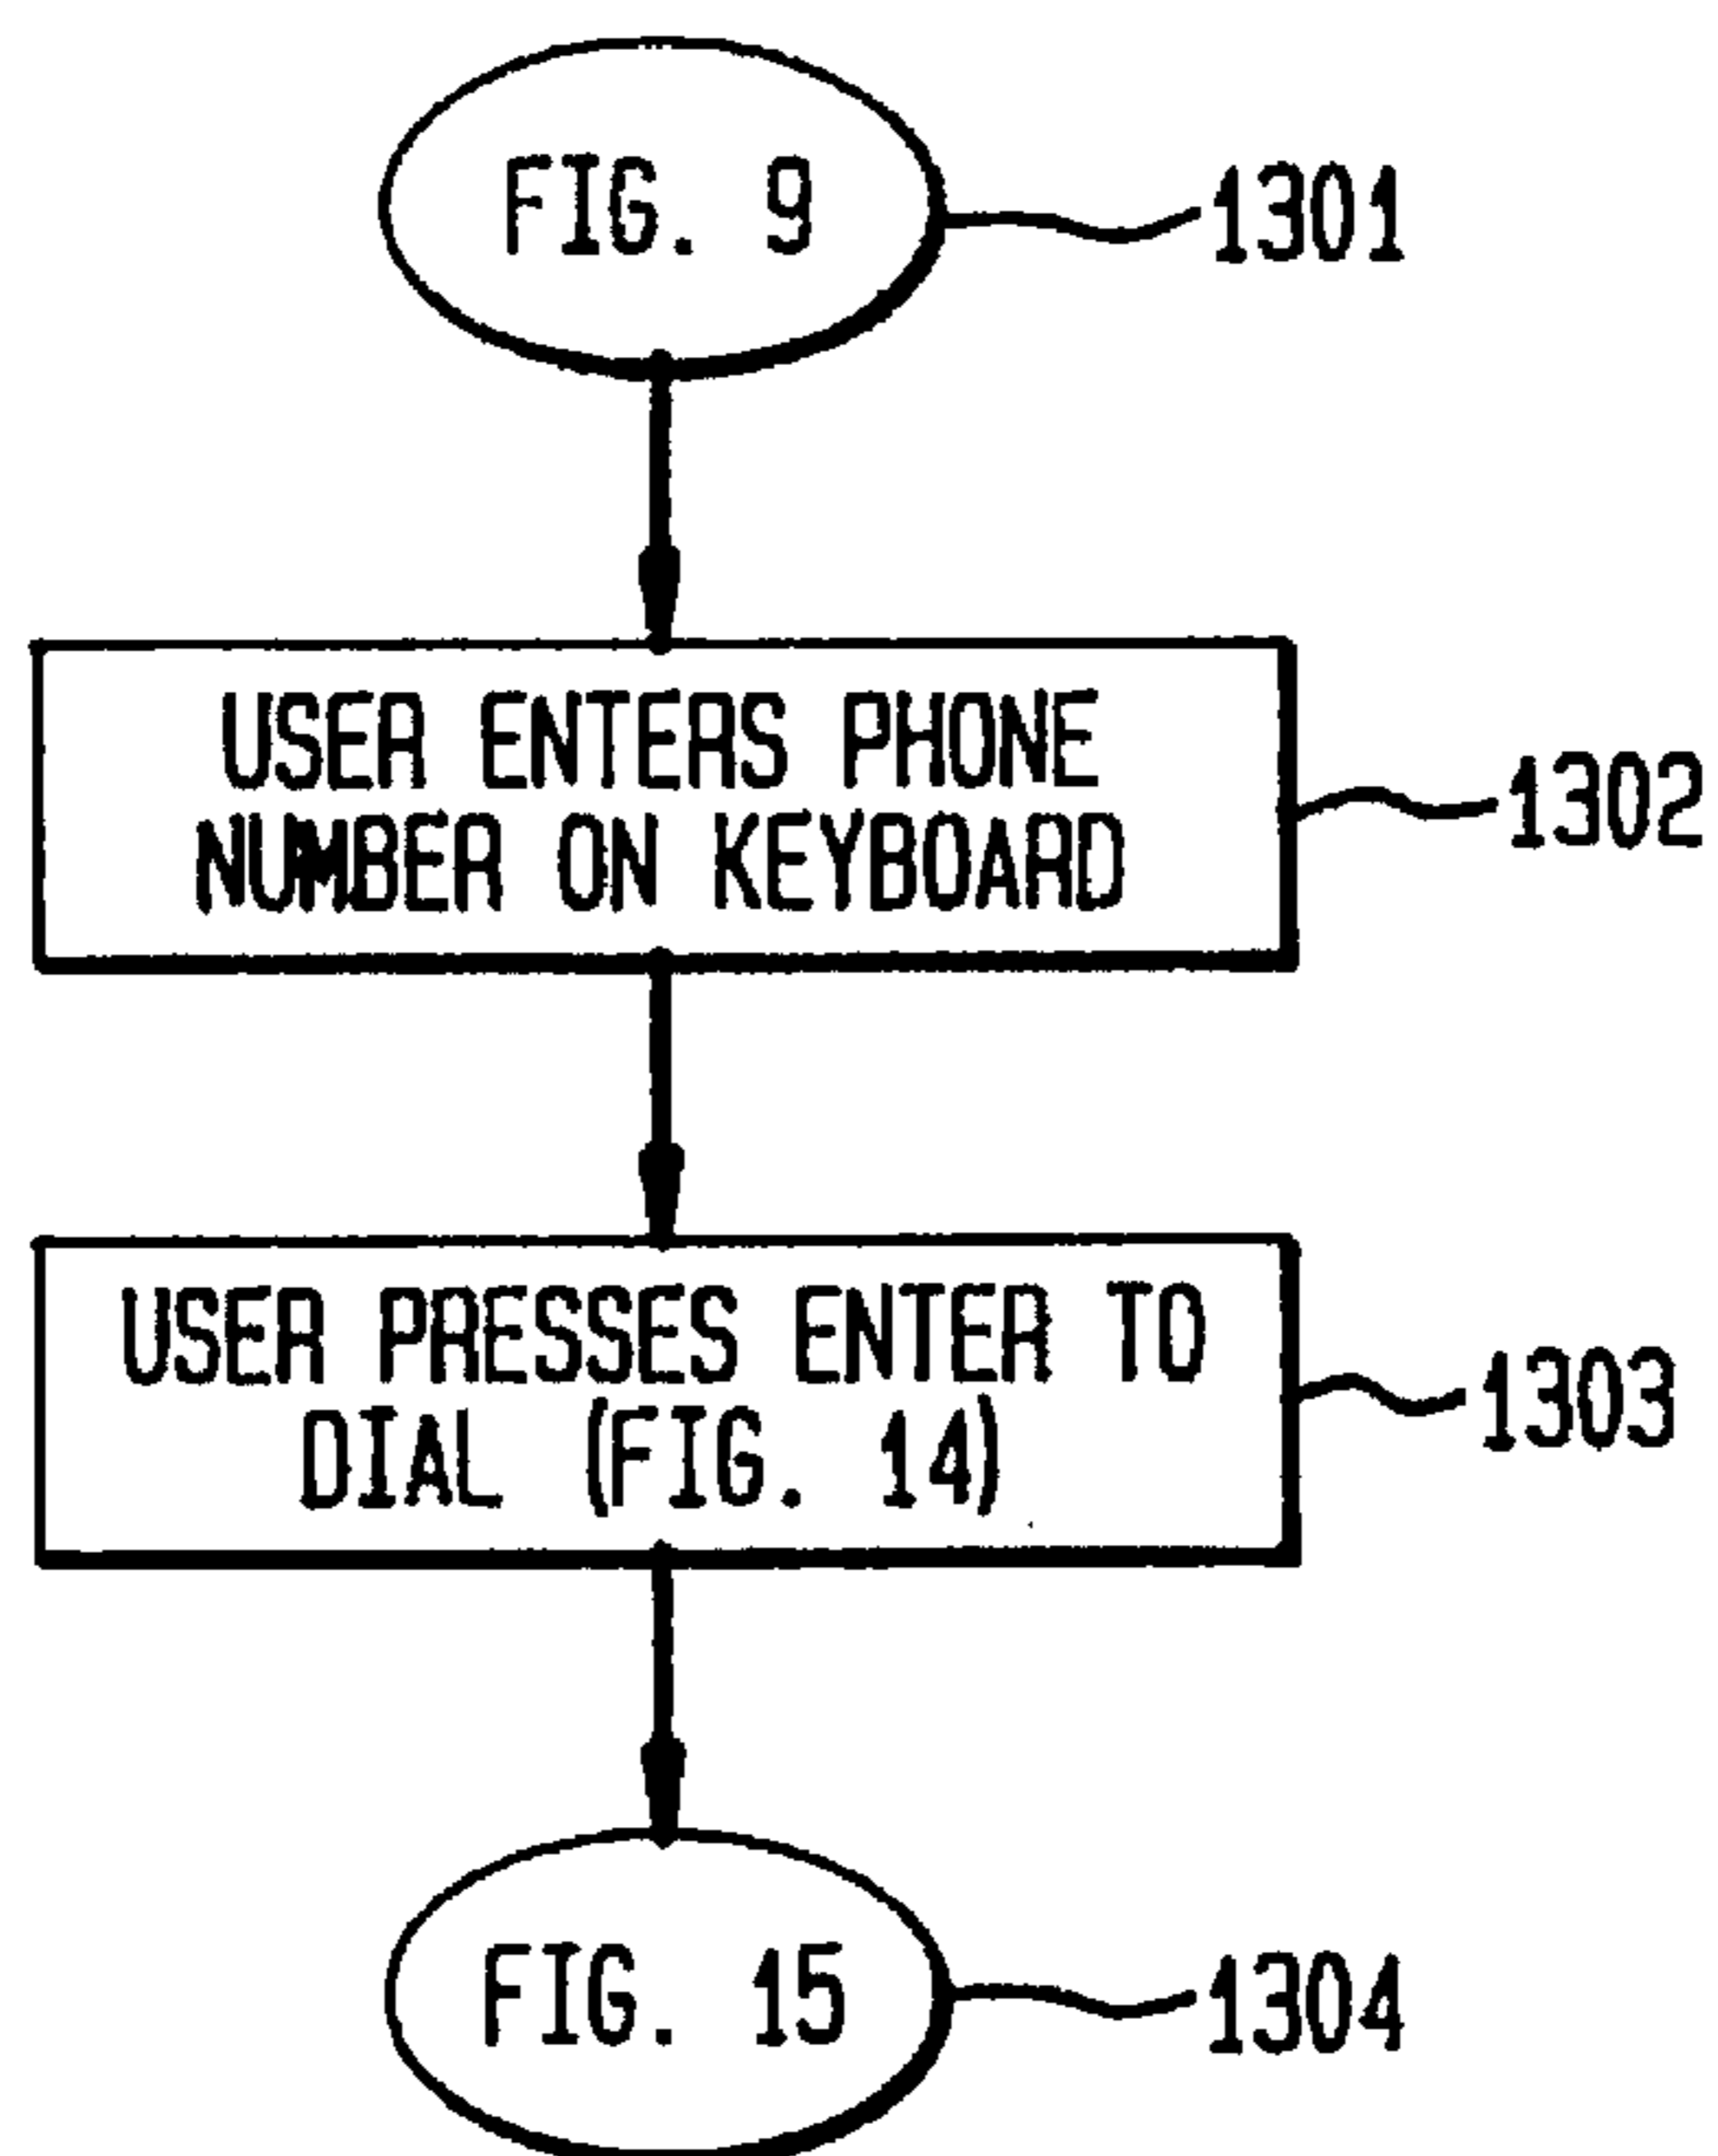 FIG. 9
1301
USER ENTERS PHONE
NUMBER ON KEYBOARD
1302
USER PRESSES ENTER TO
DIAL (FIG. 14)
1303
FIG. 15
1304